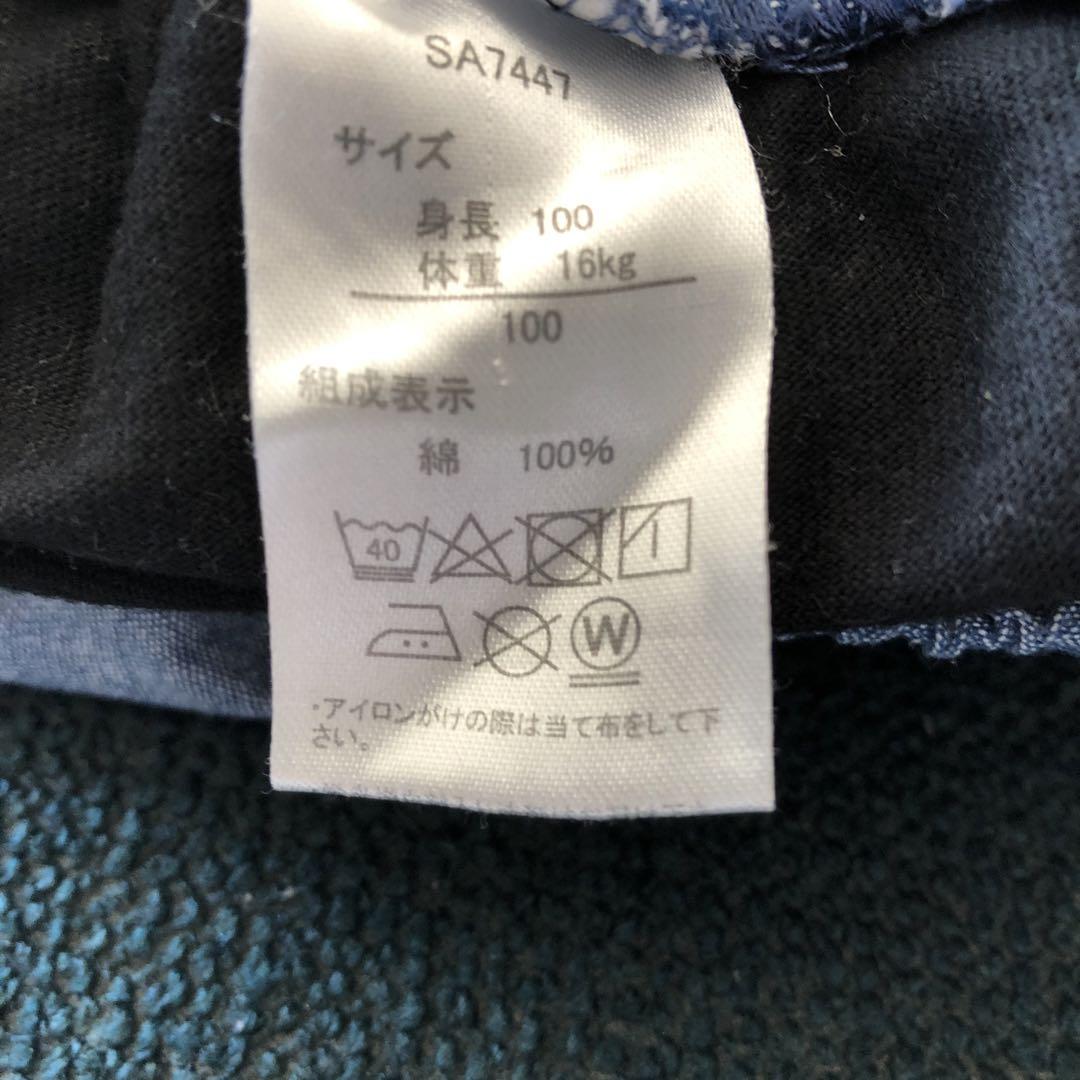 SA7447
サイズ
身長 100
体重 16kg
100
組成表示
綿 100%
40
W
・アイロンがけの際は当て布をして下
さい。